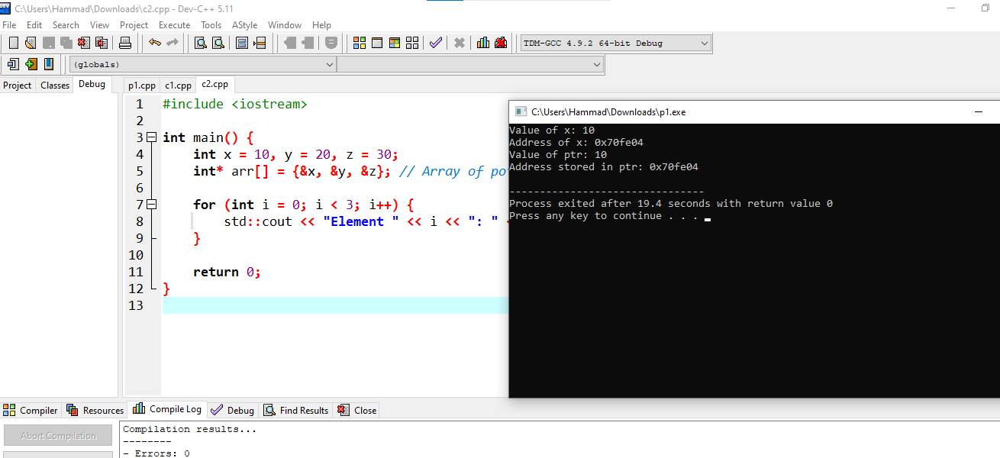 C:\Users\Hammad\Downloads\c2.cpp - Dev-C++ 5.11
File Edit Search View Project Execute Tools AStyle Window Help
TDM-GCC 4.9.2 64-bit Debug
(globals)
Project Classes Debug
p1.cpp c1.cpp c2.cpp
1 #include <iostream>
2
3 int main() {
4 int x = 10, y = 20, z = 30;
5 int* arr[] = {&x, &y, &z}; // Array of po
6
7 for (int i = 0; i < 3; i++) {
8 std::cout << "Element " << i << ": "
9 }
10
11 return 0;
12 }
13
C:\Users\Hammad\Downloads\p1.exe
Value of x: 10
Address of x: 0x70fe04
Value of ptr: 10
Address stored in ptr: 0x70fe04
--------------------------------
Process exited after 19.4 seconds with return value 0
Press any key to continue . . .
Compiler Resources Compile Log Debug Find Results Close
Abort Compilation
Compilation results...
--------
- Errors: 0